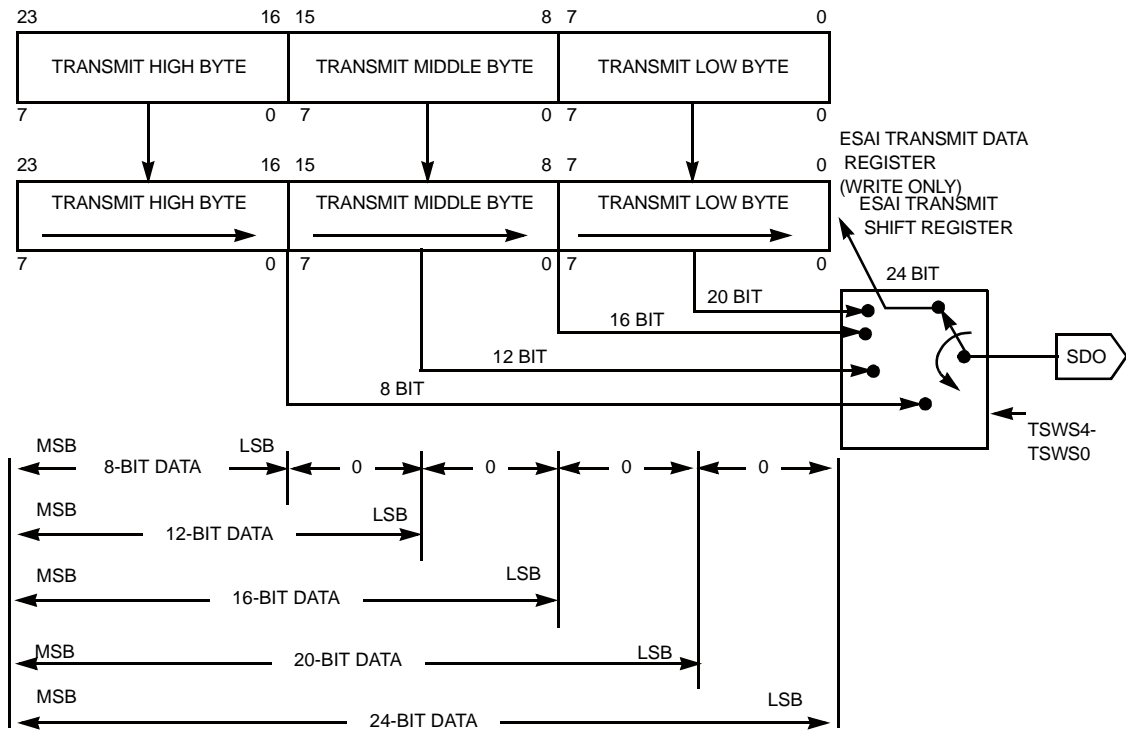 23 16 15 8 7 0
TRANSMIT HIGH BYTE TRANSMIT MIDDLE BYTE TRANSMIT LOW BYTE
7 0 7 0 7 0
ESAI TRANSMIT DATA
REGISTER
(WRITE ONLY)
23 16 15 8 7 0
TRANSMIT HIGH BYTE TRANSMIT MIDDLE BYTE TRANSMIT LOW BYTE
ESAI TRANSMIT
SHIFT REGISTER
7 0 7 0 7 0
24 BIT
20 BIT
16 BIT
12 BIT
8 BIT
SDO
TSWS4-
TSWS0
MSB LSB
8-BIT DATA 0 0 0 0
MSB LSB
12-BIT DATA
MSB LSB
16-BIT DATA
MSB LSB
20-BIT DATA
MSB LSB
24-BIT DATA